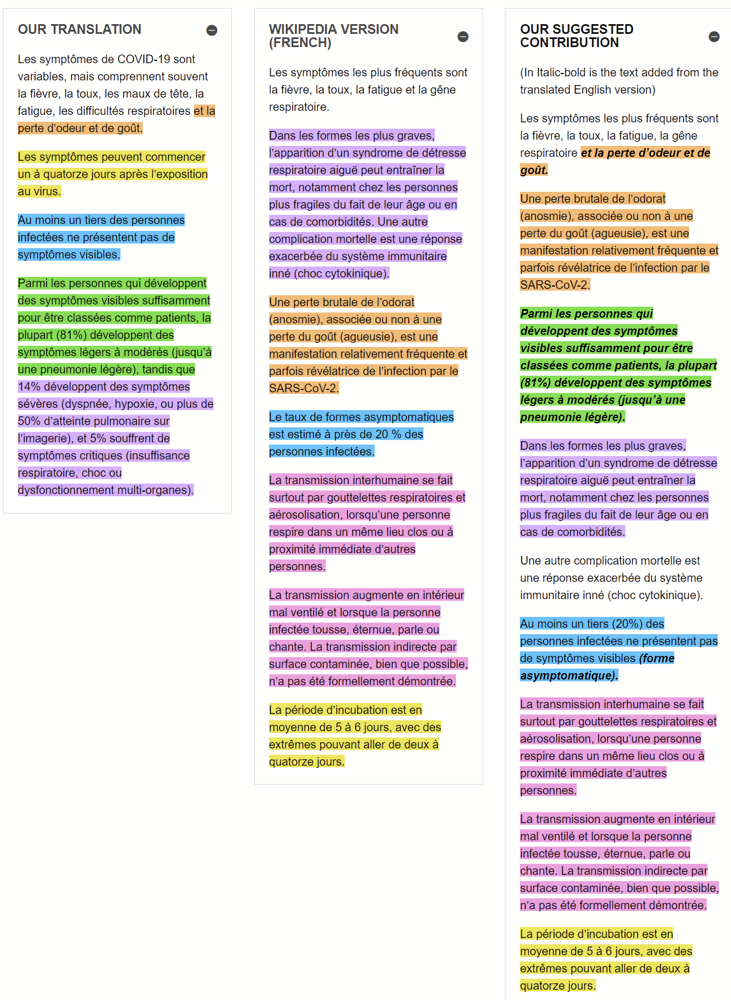 OUR TRANSLATION
Les symptômes de COVID-19 sont
variables, mais comprennent souvent
la fièvre, la toux, les maux de tête, la
fatigue, les difficultés respiratoires et la
perte d’odeur et de goût.
Les symptômes peuvent commencer
un à quatorze jours après l’exposition
au virus.
Au moins un tiers des personnes
infectées ne présentent pas de
symptômes visibles.
Parmi les personnes qui développent
des symptômes visibles suffisamment
pour être classées comme patients, la
plupart (81%) développent des
symptômes légers à modérés (jusqu’à
une pneumonie légère), tandis que
14% développent des symptômes
sévères (dyspnée, hypoxie, ou plus de
50% d’atteinte pulmonaire sur
l’imagerie), et 5% souffrent de
symptômes critiques (insuffisance
respiratoire, choc ou
dysfonctionnement multi-organes).
WIKIPEDIA VERSION
(FRENCH)
Les symptômes les plus fréquents sont
la fièvre, la toux, la fatigue et la gêne
respiratoire.
Dans les formes les plus graves,
l’apparition d’un syndrome de détresse
respiratoire aiguë peut entraîner la
mort, notamment chez les personnes
plus fragiles du fait de leur âge ou en
cas de comorbidités. Une autre
complication mortelle est une réponse
exacerbée du système immunitaire
inné (choc cytokinique).
Une perte brutale de l’odorat
(anosmie), associée ou non à une
perte du goût (agueusie), est une
manifestation relativement fréquente et
parfois révélatrice de l’infection par le
SARS-CoV-2.
Le taux de formes asymptomatiques
est estimé à près de 20 % des
personnes infectées.
La transmission interhumaine se fait
surtout par gouttelettes respiratoires et
aérosolisation, lorsqu’une personne
respire dans un même lieu clos ou à
proximité immédiate d’autres
personnes.
La transmission augmente en intérieur
mal ventilé et lorsque la personne
infectée tousse, éternue, parle ou
chante. La transmission indirecte par
surface contaminée, bien que possible,
n’a pas été formellement démontrée.
La période d’incubation est en
moyenne de 5 à 6 jours, avec des
extrêmes pouvant aller de deux à
quatorze jours.
OUR SUGGESTED
CONTRIBUTION
(In Italic-bold is the text added from the
translated English version)
Les symptômes les plus fréquents sont
la fièvre, la toux, la fatigue, la gêne
respiratoire et la perte d’odeur et de
goût.
Une perte brutale de l’odorat
(anosmie), associée ou non à une
perte du goût (agueusie), est une
manifestation relativement fréquente et
parfois révélatrice de l’infection par le
SARS-CoV-2.
Parmi les personnes qui
développent des symptômes
visibles suffisamment pour être
classées comme patients, la plupart
(81%) développent des symptômes
légers à modérés (jusqu’à une
pneumonie légère).
Dans les formes les plus graves,
l’apparition d’un syndrome de détresse
respiratoire aiguë peut entraîner la
mort, notamment chez les personnes
plus fragiles du fait de leur âge ou en
cas de comorbidités.
Une autre complication mortelle est
une réponse exacerbée du système
immunitaire inné (choc cytokinique).
Au moins un tiers (20%) des
personnes infectées ne présentent pas
de symptômes visibles (forme
asymptomatique).
La transmission interhumaine se fait
surtout par gouttelettes respiratoires et
aérosolisation, lorsqu’une personne
respire dans un même lieu clos ou à
proximité immédiate d’autres
personnes.
La transmission augmente en intérieur
mal ventilé et lorsque la personne
infectée tousse, éternue, parle ou
chante. La transmission indirecte par
surface contaminée, bien que possible,
n’a pas été formellement démontrée.
La période d’incubation est en
moyenne de 5 à 6 jours, avec des
extrêmes pouvant aller de deux à
quatorze jours.